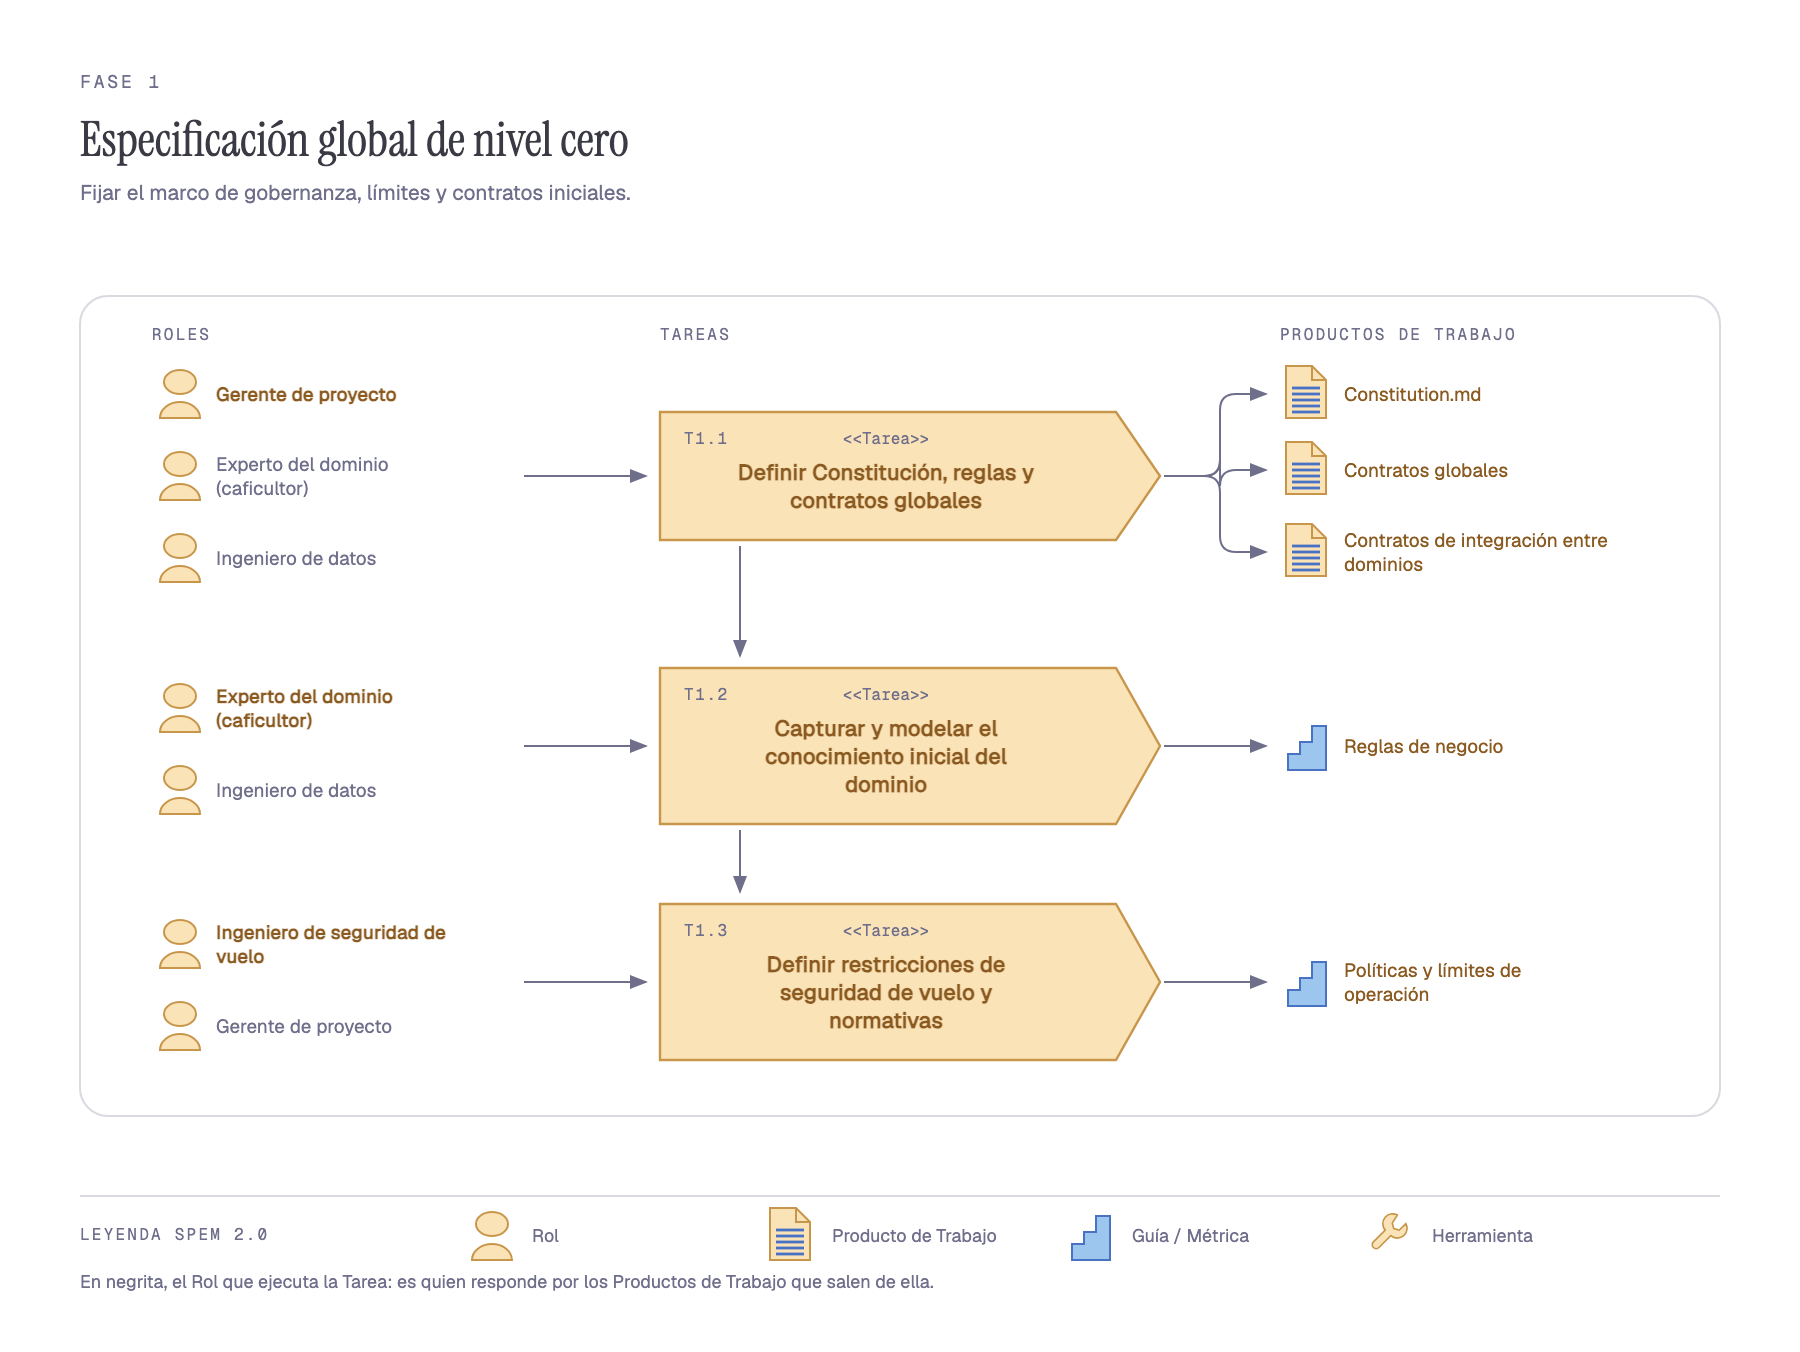 FASE 1
Especificación global de nivel cero
Fijar el marco de gobernanza, límites y contratos iniciales.
ROLES
TAREAS
PRODUCTOS DE TRABAJO
Gerente de proyecto
Experto del dominio
(caficultor)
Ingeniero de datos
T1.1
<<Tarea>>
Definir Constitución, reglas y
contratos globales
Constitution.md
Contratos globales
Contratos de integración entre
dominios
Experto del dominio
(caficultor)
Ingeniero de datos
T1.2
<<Tarea>>
Capturar y modelar el
conocimiento inicial del
dominio
Reglas de negocio
Ingeniero de seguridad de
vuelo
Gerente de proyecto
T1.3
<<Tarea>>
Definir restricciones de
seguridad de vuelo y
normativas
Políticas y límites de
operación
LEYENDA SPEM 2.0
Rol
Producto de Trabajo
Guía / Métrica
Herramienta
En negrita, el Rol que ejecuta la Tarea: es quien responde por los Productos de Trabajo que salen de ella.